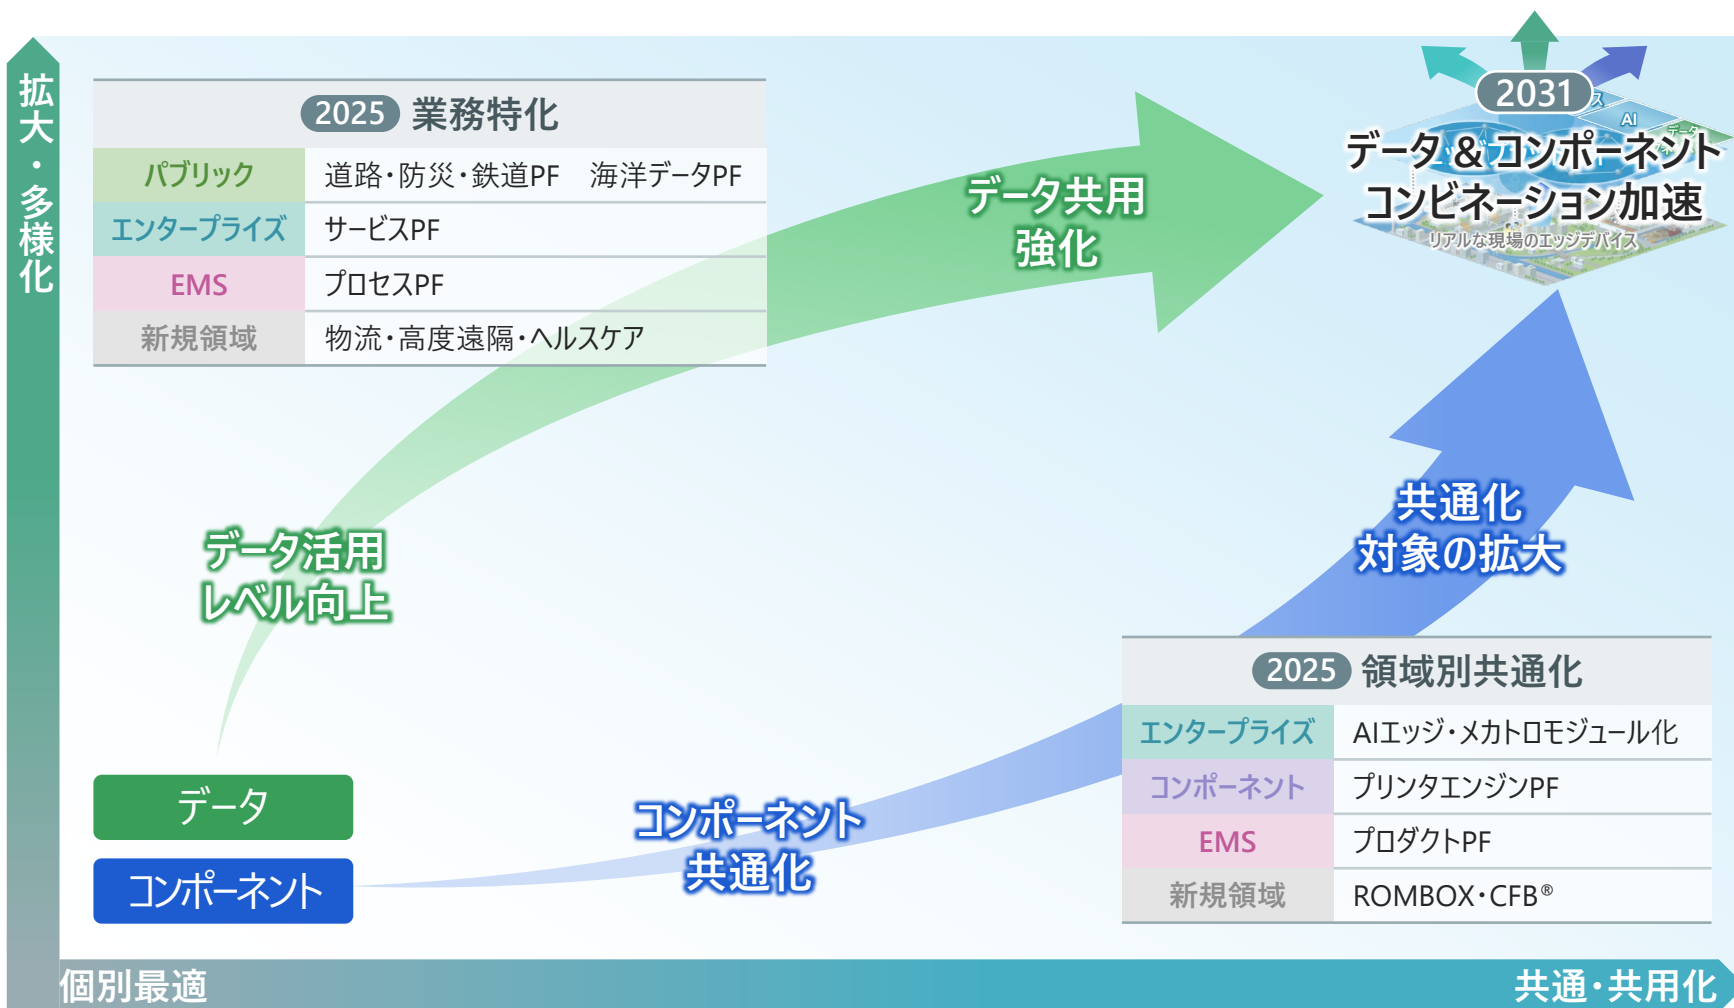 拡大・多様化
2025 業務特化
パブリック 道路・防災・鉄道PF 海洋データPF
エンタープライズ サービスPF
EMS プロセスPF
新規領域 物流・高度遠隔・ヘルスケア
データ共用
強化
2031
AI
データ
データ & コンポーネント
コンビネーション加速
リアルな現場のエッジデバイス
データ活用
レベル向上
共通化
対象の拡大
データ
コンポーネント
コンポーネント
共通化
2025 領域別共通化
エンタープライズ AIエッジ・メカトロモジュール化
コンポーネント プリンタエンジンPF
EMS プロダクトPF
新規領域 ROMBOX・CFB®
個別最適
共通・共用化